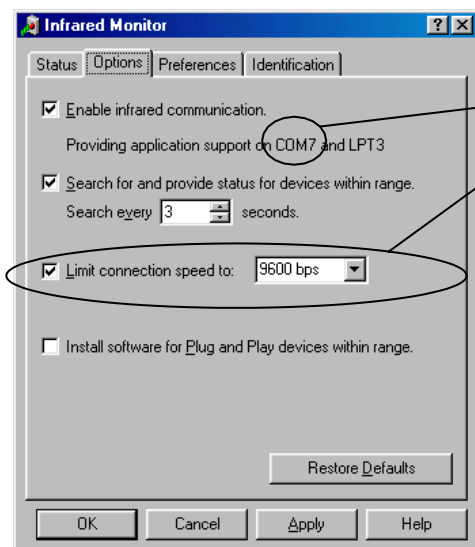 Infrared Monitor
Status Options Preferences Identification
Enable infrared communication.
Providing application support on COM7 and LPT3
Search for and provide status for devices within range.
Search every 3 seconds.
Limit connection speed to: 9600 bps
Install software for Plug and Play devices within range.
Restore Defaults
OK Cancel Apply Help